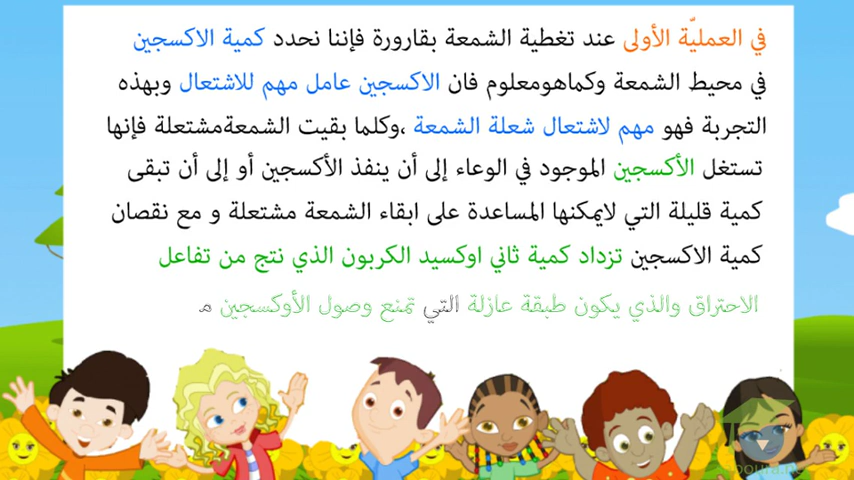 في العمليّة الأولى عند تغطية الشمعة بقارورة فإننا نحدد كمية الاكسجين
في محيط الشمعة وكماهومعلوم فان الاكسجين عامل مهم للاشتعال وبهذه
التجربة فهو مهم لاشتعال شعلة الشمعة ،وكلما بقيت الشمعةمشتعلة فإنها
تستغل الأكسجين الموجود في الوعاء إلى أن ينفذ الأكسجين أو إلى أن تبقى
كمية قليلة التي لايمكنها المساعدة على ابقاء الشمعة مشتعلة و مع نقصان
كمية الاكسجين تزداد كمية ثاني اوكسيد الكربون الذي نتج من تفاعل
الاحتراق والذي يكون طبقة عازلة التي تمنع وصول الأوكسجين م